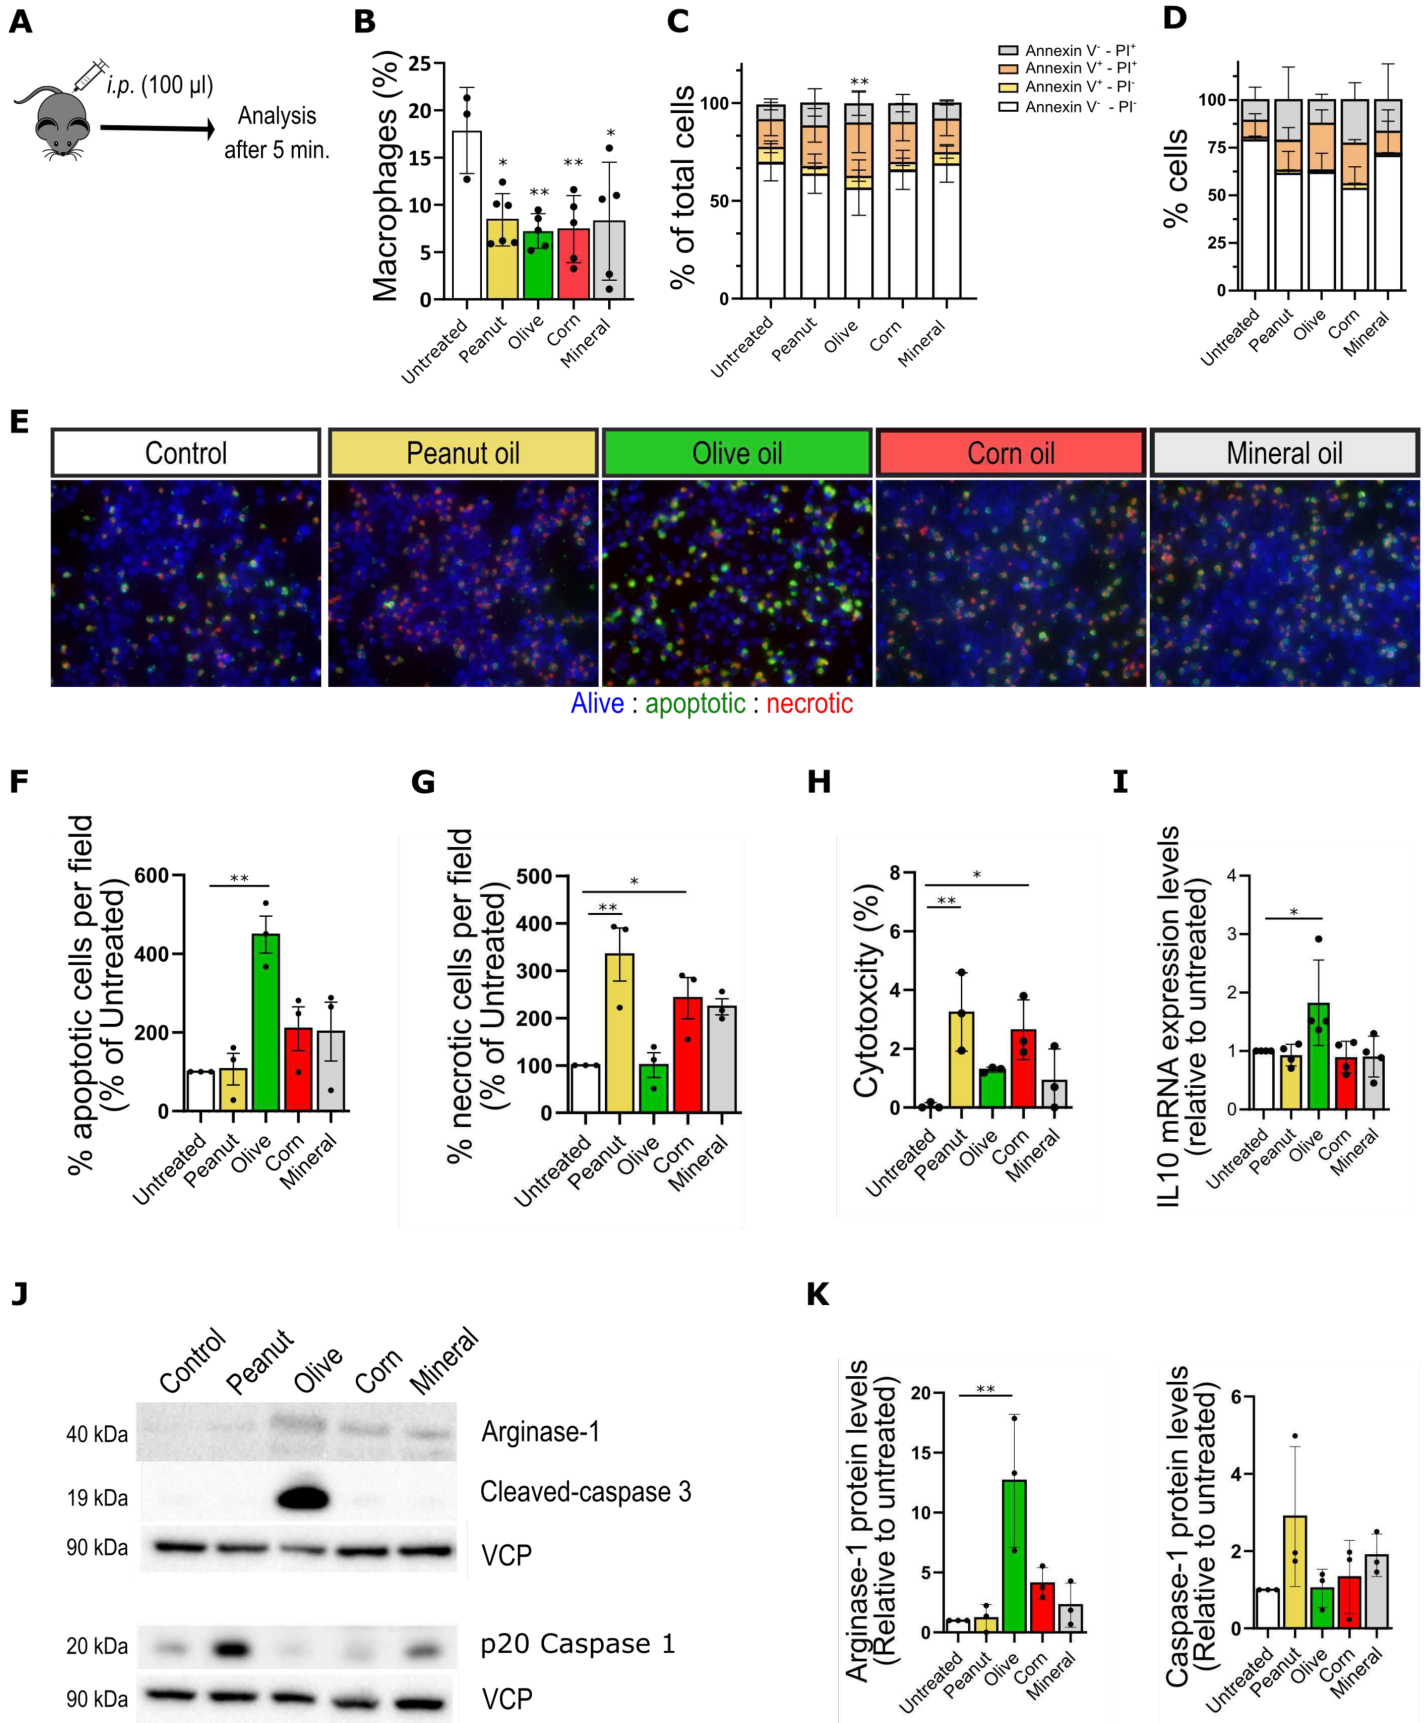 A
i.p. (100 µl)
Analysis
after 5 min.
B
Macrophages (%)
25
20
15
10
5
0
*
**
**
*
Untreated
Peanut
Olive
Corn
Mineral
C
% of total cells
100
50
0
**
Untreated
Peanut
Olive
Corn
Mineral
Annexin V⁻ - PI⁺
Annexin V⁺ - PI⁺
Annexin V⁺ - PI⁻
Annexin V⁻ - PI⁻
D
% cells
100
75
50
25
0
Untreated
Peanut
Olive
Corn
Mineral
E
Control
Peanut oil
Olive oil
Corn oil
Mineral oil
Alive : apoptotic : necrotic
F
% apoptotic cells per field
(% of Untreated)
600
400
200
0
**
Untreated
Peanut
Olive
Corn
Mineral
G
% necrotic cells per field
(% of Untreated)
500
400
300
200
100
0
*
**
Untreated
Peanut
Olive
Corn
Mineral
H
Cytotoxcity (%)
8
6
4
2
0
*
**
Untreated
Peanut
Olive
Corn
Mineral
I
IL10 mRNA expression levels
(relative to untreated)
4
3
2
1
0
*
Untreated
Peanut
Olive
Corn
Mineral
J
Control
Peanut
Olive
Corn
Mineral
40 kDa
Arginase-1
19 kDa
Cleaved-caspase 3
90 kDa
VCP
20 kDa
p20 Caspase 1
90 kDa
VCP
K
Arginase-1 protein levels
(Relative to untreated)
20
15
10
5
0
**
Untreated
Peanut
Olive
Corn
Mineral
Caspase-1 protein levels
(Relative to untreated)
6
4
2
0
Untreated
Peanut
Olive
Corn
Mineral